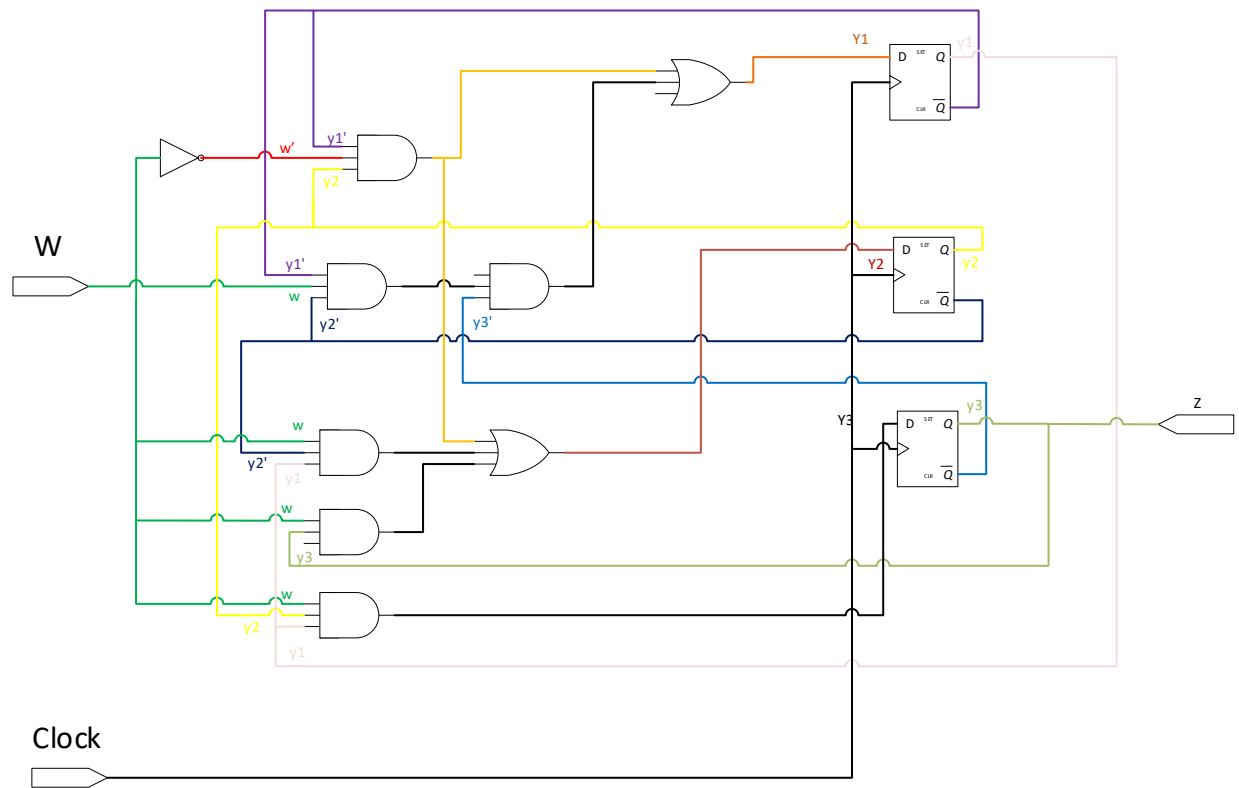 Y1
D
SET
Q
y1
CLR
Q
y1'
w'
y2
W
y1'
w
y2'
y3'
D
SET
Q
Y2
y2
CLR
Q
Z
y3
Y3
D
SET
Q
w
y2'
y1
CLR
Q
w
y3
w
y2
y1
Clock